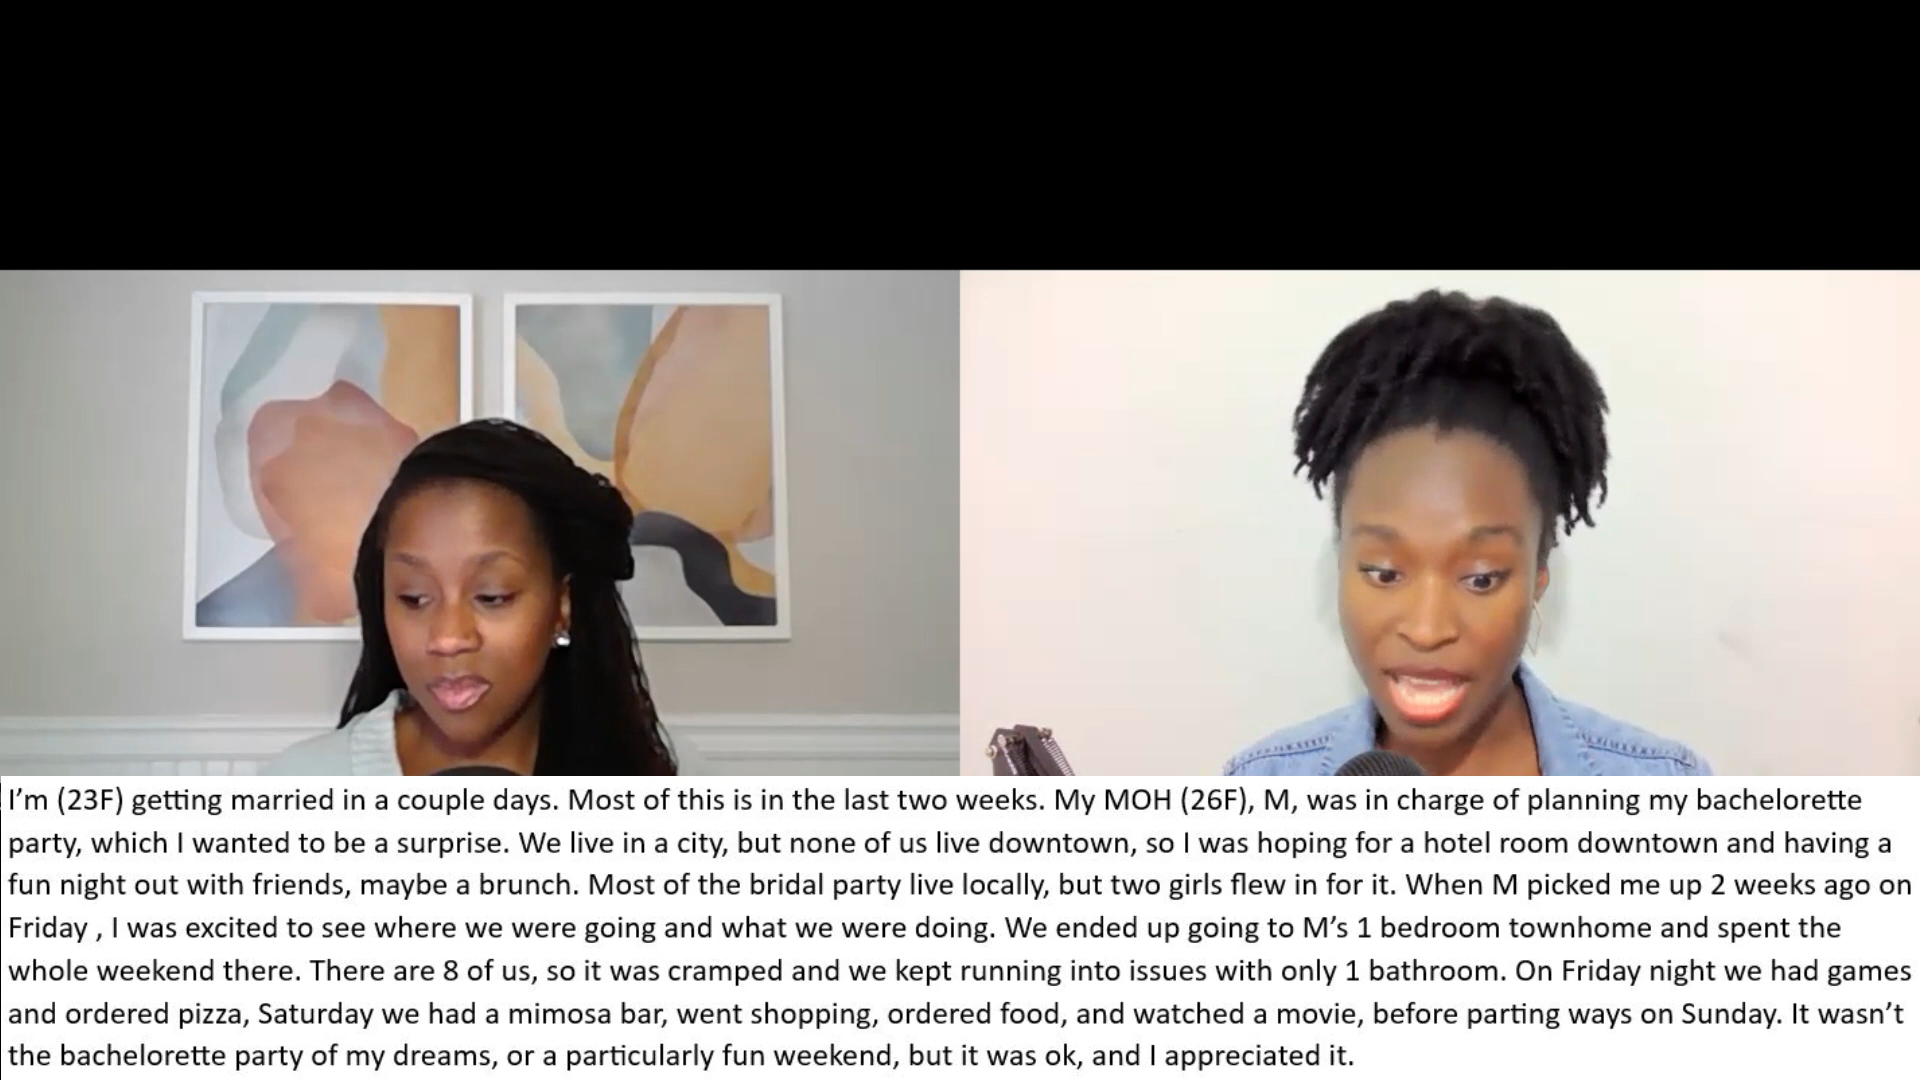 I’m (23F) getting married in a couple days. Most of this is in the last two weeks. My MOH (26F), M, was in charge of planning my bachelorette
party, which I wanted to be a surprise. We live in a city, but none of us live downtown, so I was hoping for a hotel room downtown and having a
fun night out with friends, maybe a brunch. Most of the bridal party live locally, but two girls flew in for it. When M picked me up 2 weeks ago on
Friday , I was excited to see where we were going and what we were doing. We ended up going to M’s 1 bedroom townhome and spent the
whole weekend there. There are 8 of us, so it was cramped and we kept running into issues with only 1 bathroom. On Friday night we had games
and ordered pizza, Saturday we had a mimosa bar, went shopping, ordered food, and watched a movie, before parting ways on Sunday. It wasn’t
the bachelorette party of my dreams, or a particularly fun weekend, but it was ok, and I appreciated it.